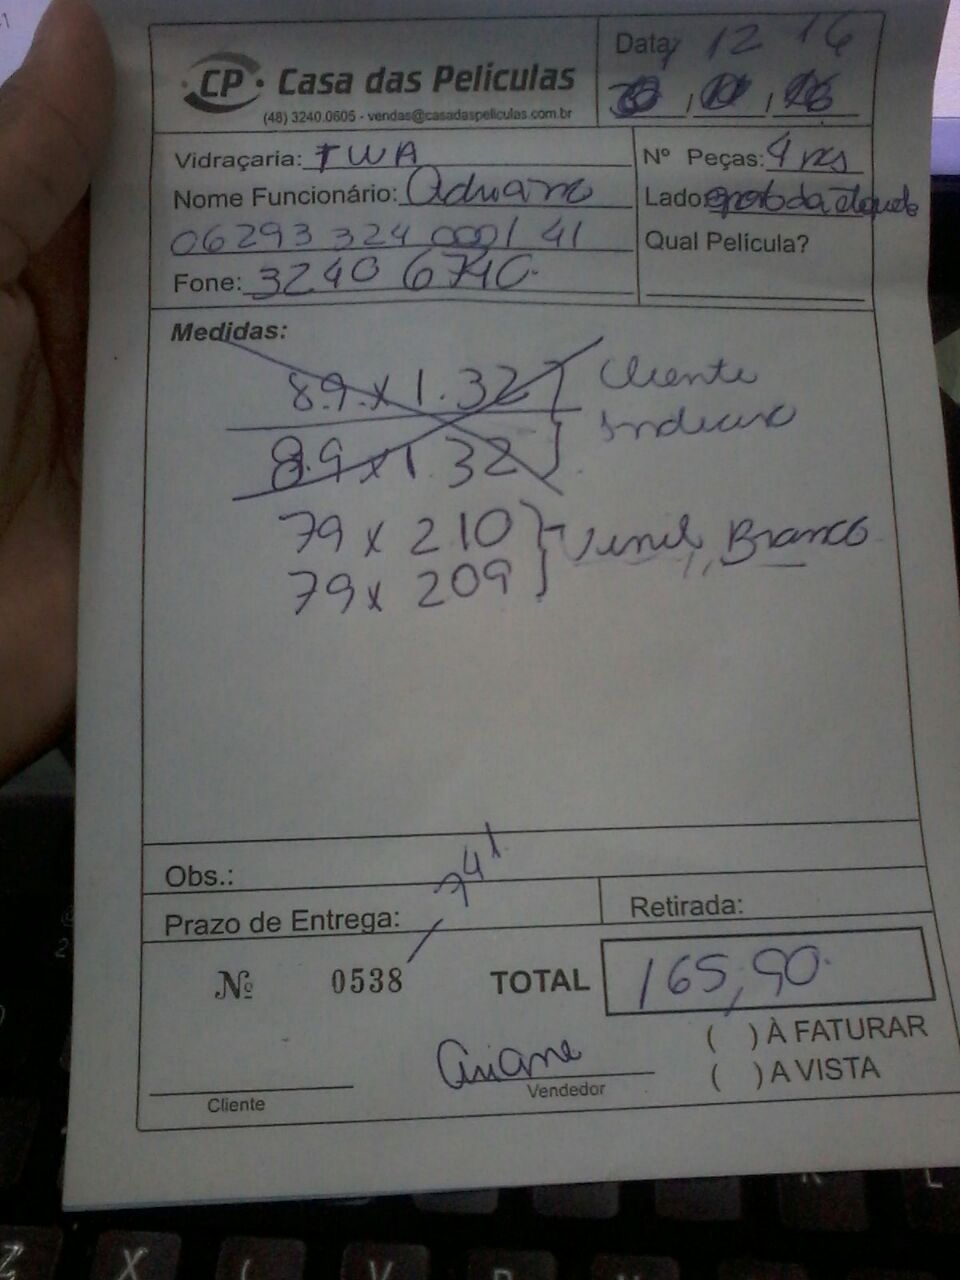 CP Casa das Películas
(48) 3240.0605 - vendas@casadaspeliculas.com.br
Data 12 16
Vidraçaria: TWA
Nº Peças: 4 pçs
Nome Funcionário: Adriano
Lado:
06293 324 0001 41
Qual Película?
Fone: 3240 6740
Medidas:
89 x 1.32
Cliente
89 x 1.32
79 x 210
Vinil Branco
79 x 209
Obs.:
Prazo de Entrega:
Retirada:
Nº 0538
TOTAL 165,90
( ) À FATURAR
( ) A VISTA
Ariane
Cliente
Vendedor
Z X V
L